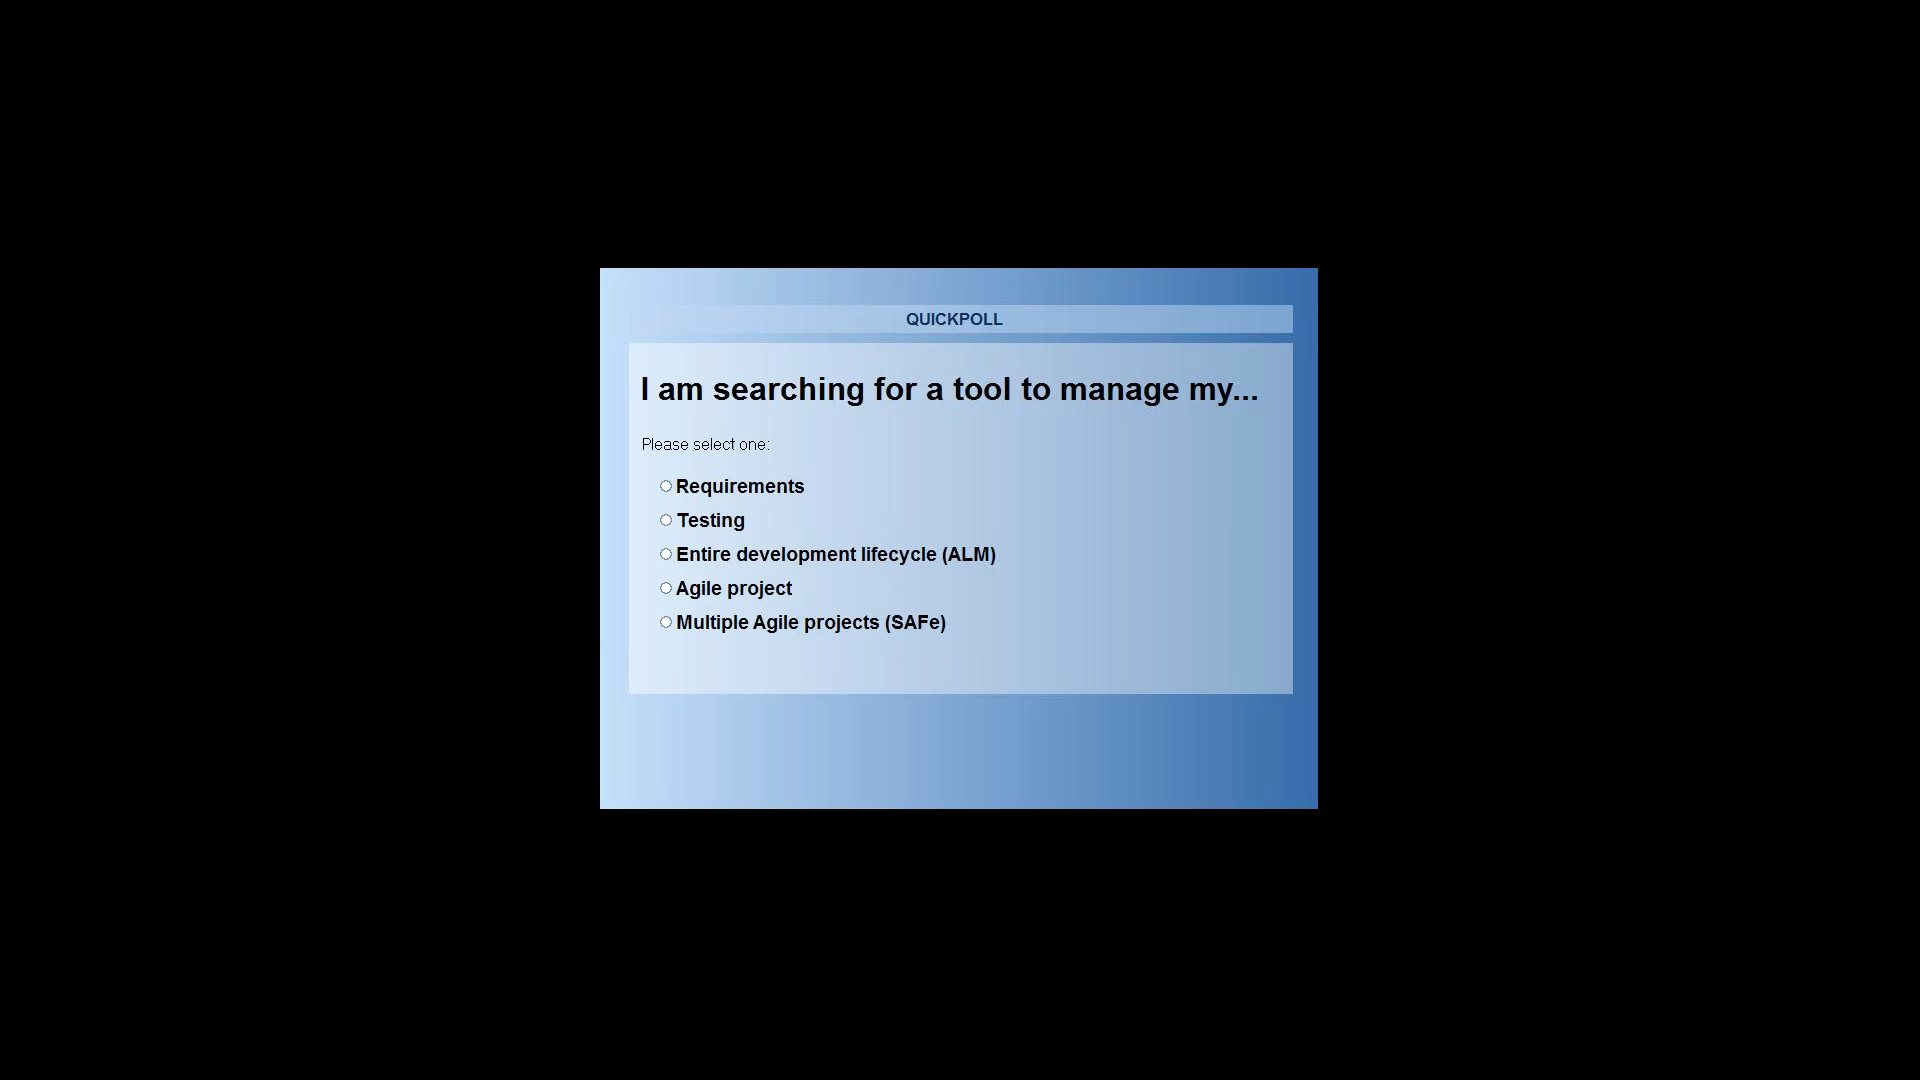 QUICKPOLL
I am searching for a tool to manage my...
Please select one:
Requirements
Testing
Entire development lifecycle (ALM)
Agile project
Multiple Agile projects (SAFe)